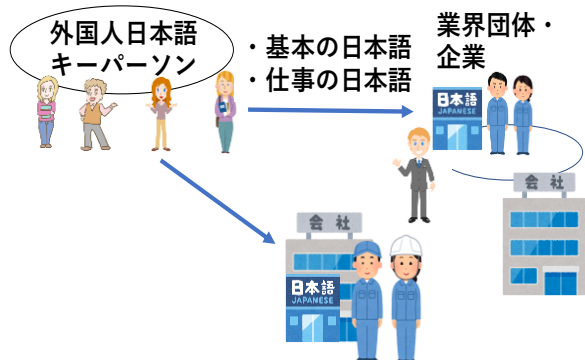 外国人日本語
キーパーソン
・基本の日本語
・仕事の日本語
業界団体・
企業
日本語
JAPANESE
会 社
会 社
日本語
JAPANESE